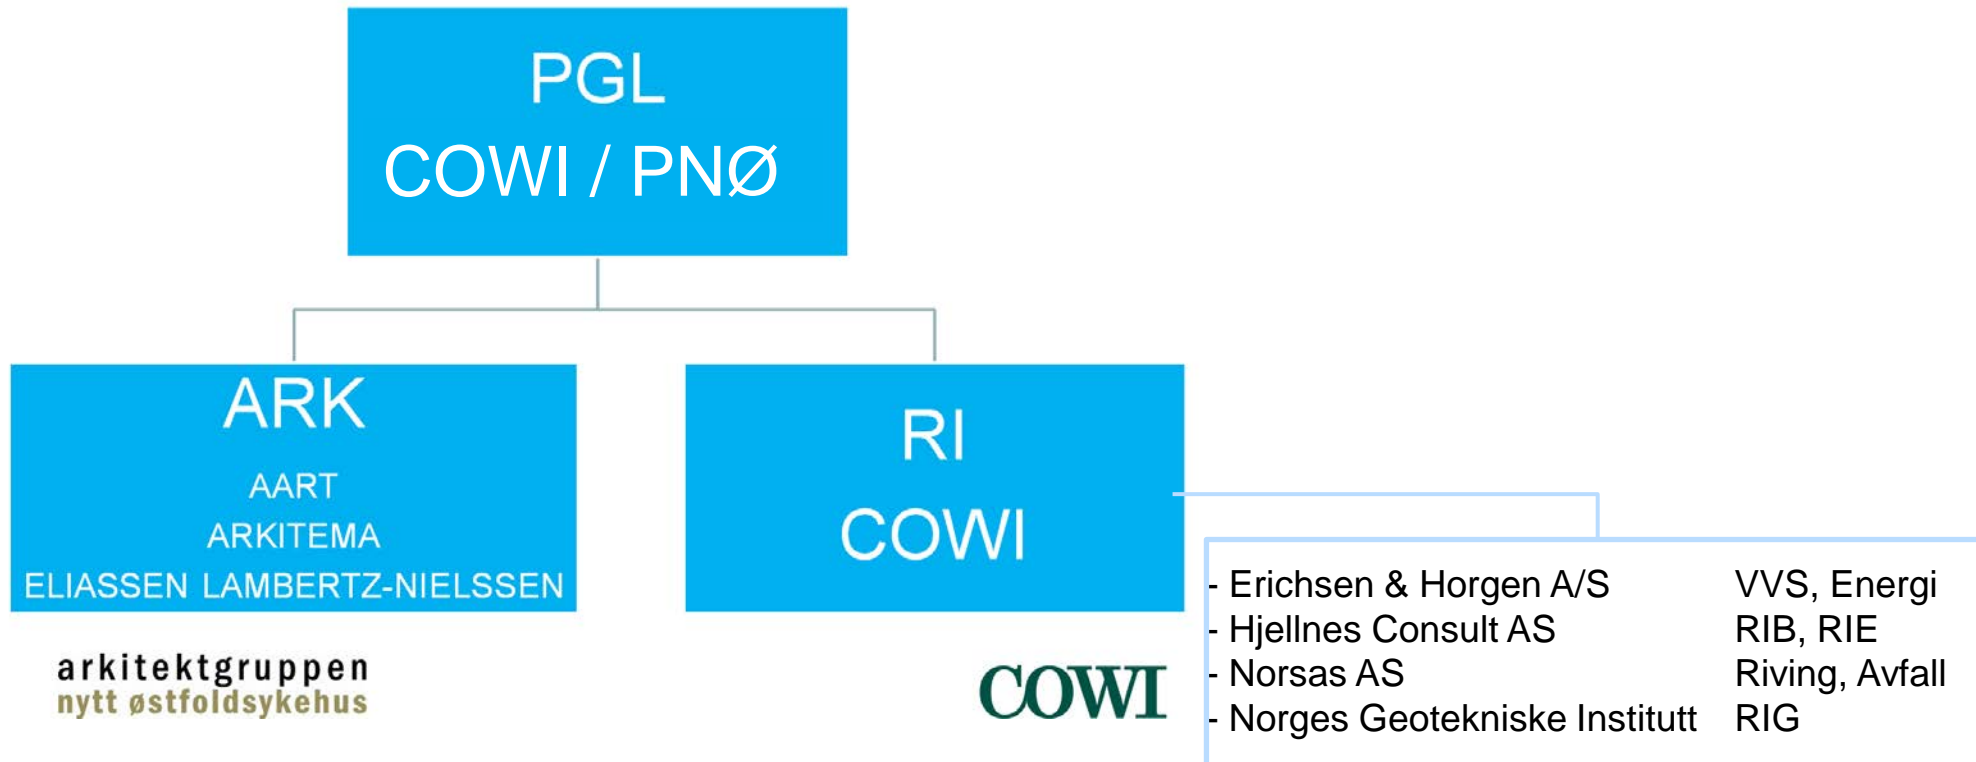 PGL
COWI / PNØ
ARK
AART
ARKITEMA
ELIASSEN LAMBERTZ-NIELSSEN
RI
COWI
- Erichsen & Horgen A/S VVS, Energi
- Hjellnes Consult AS RIB, RIE
- Norsas AS Riving, Avfall
- Norges Geotekniske Institutt RIG
arkitektgruppen
nytt østfoldsykehus
COWI